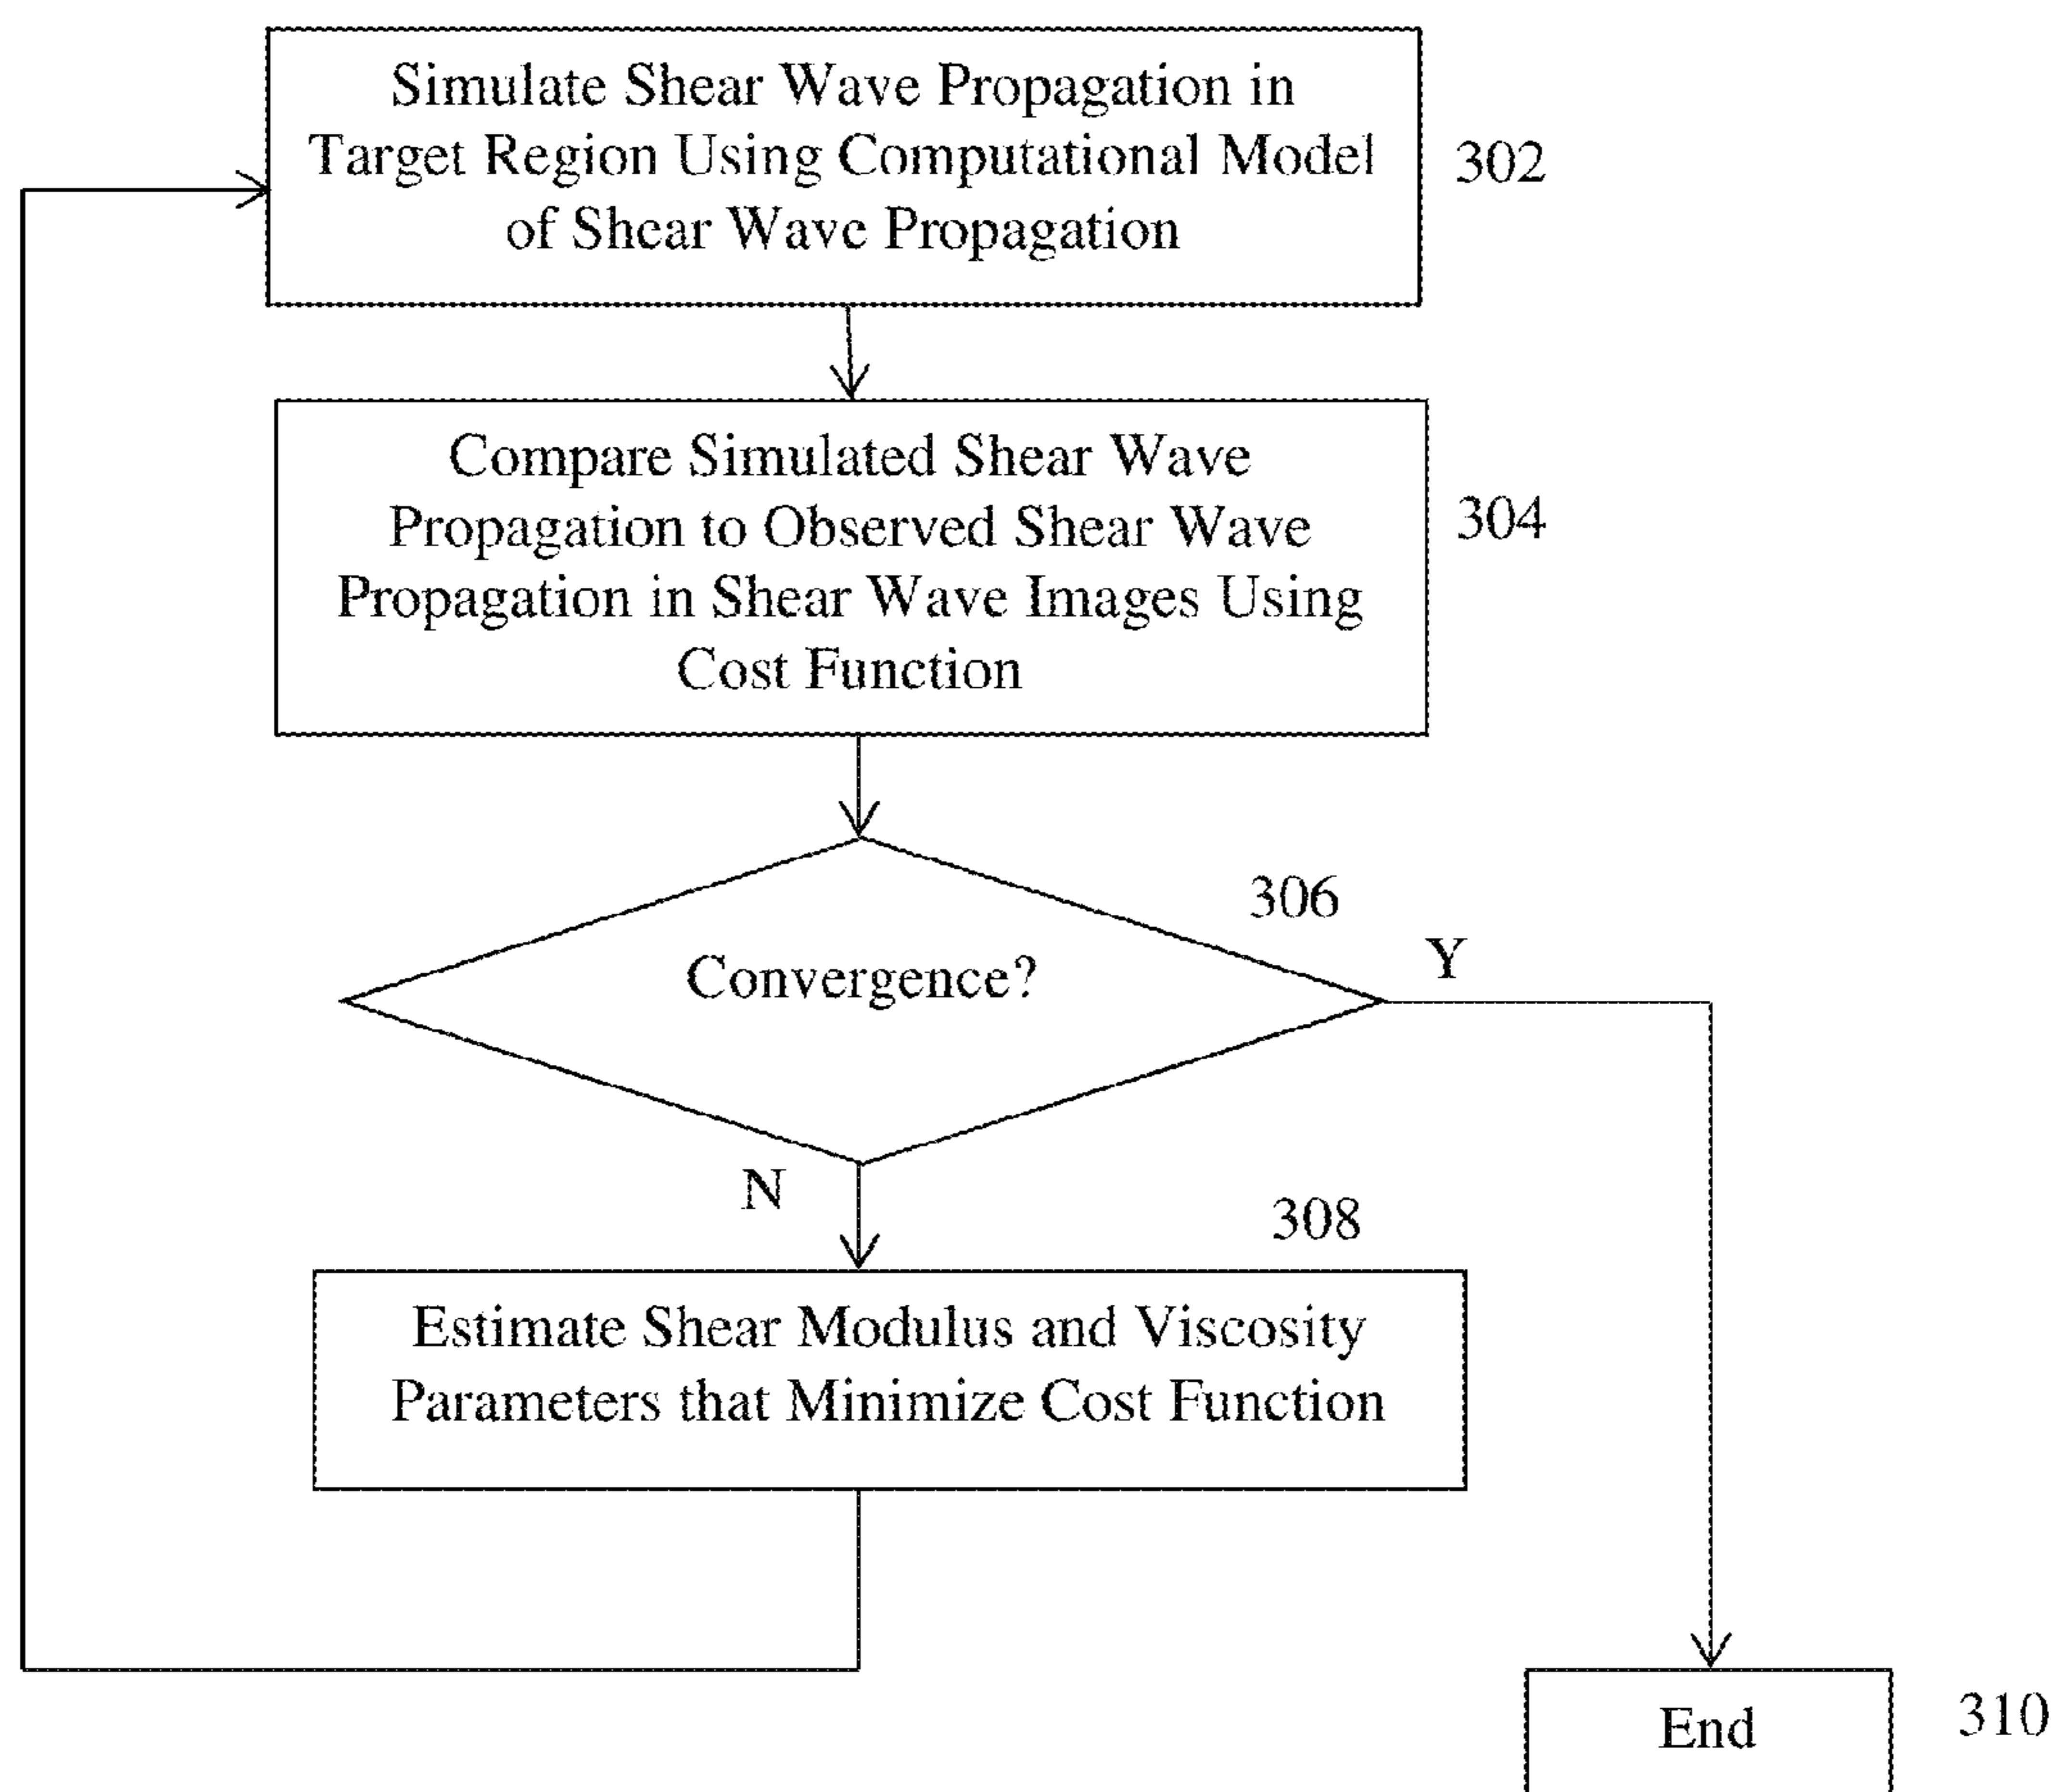 Simulate Shear Wave Propagation in
Target Region Using Computational Model
of Shear Wave Propagation
302
Compare Simulated Shear Wave
Propagation to Observed Shear Wave
Propagation in Shear Wave Images Using
Cost Function
304
306
Convergence?
Y
N
308
Estimate Shear Modulus and Viscosity
Parameters that Minimize Cost Function
End
310